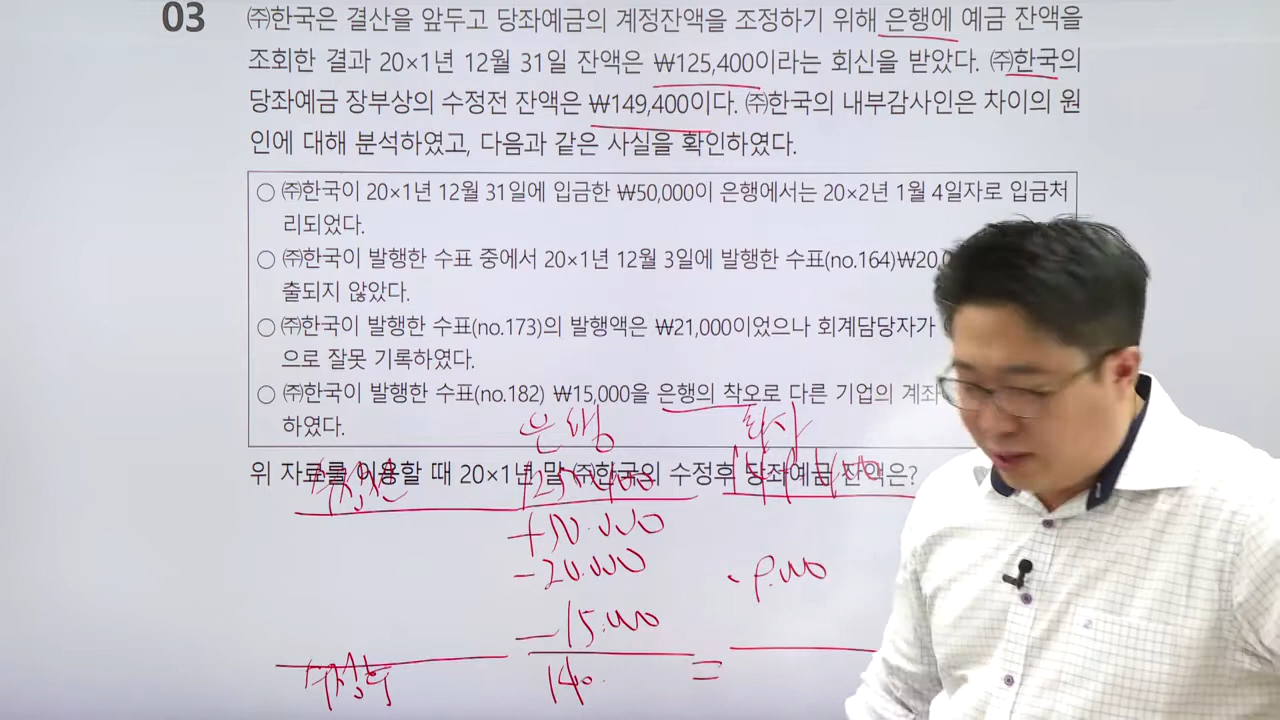 03
㈜한국은 결산을 앞두고 당좌예금의 계정잔액을 조정하기 위해 은행에 예금 잔액을
조회한 결과 20×1년 12월 31일 잔액은 ₩125,400이라는 회신을 받았다. ㈜한국의
당좌예금 장부상의 수정전 잔액은 ₩149,400이다. ㈜한국의 내부감사인은 차이의 원
인에 대해 분석하였고, 다음과 같은 사실을 확인하였다.
○ ㈜한국이 20×1년 12월 31일에 입금한 ₩50,000이 은행에서는 20×2년 1월 4일자로 입금처
리되었다.
○ ㈜한국이 발행한 수표 중에서 20×1년 12월 3일에 발행한 수표(no.164)₩20,0
출되지 않았다.
○ ㈜한국이 발행한 수표(no.173)의 발행액은 ₩21,000이었으나 회계담당자가
으로 잘못 기록하였다.
○ ㈜한국이 발행한 수표(no.182) ₩15,000을 은행의 착오로 다른 기업의 계좌
하였다.
위 자료를 이용할 때 20×1년 말 ㈜한국의 수정후 당좌예금 잔액은?
은행 회사
수정전 125,400 149,400
+50,000
-20,000 9,000
-15,000
수정후 140 =